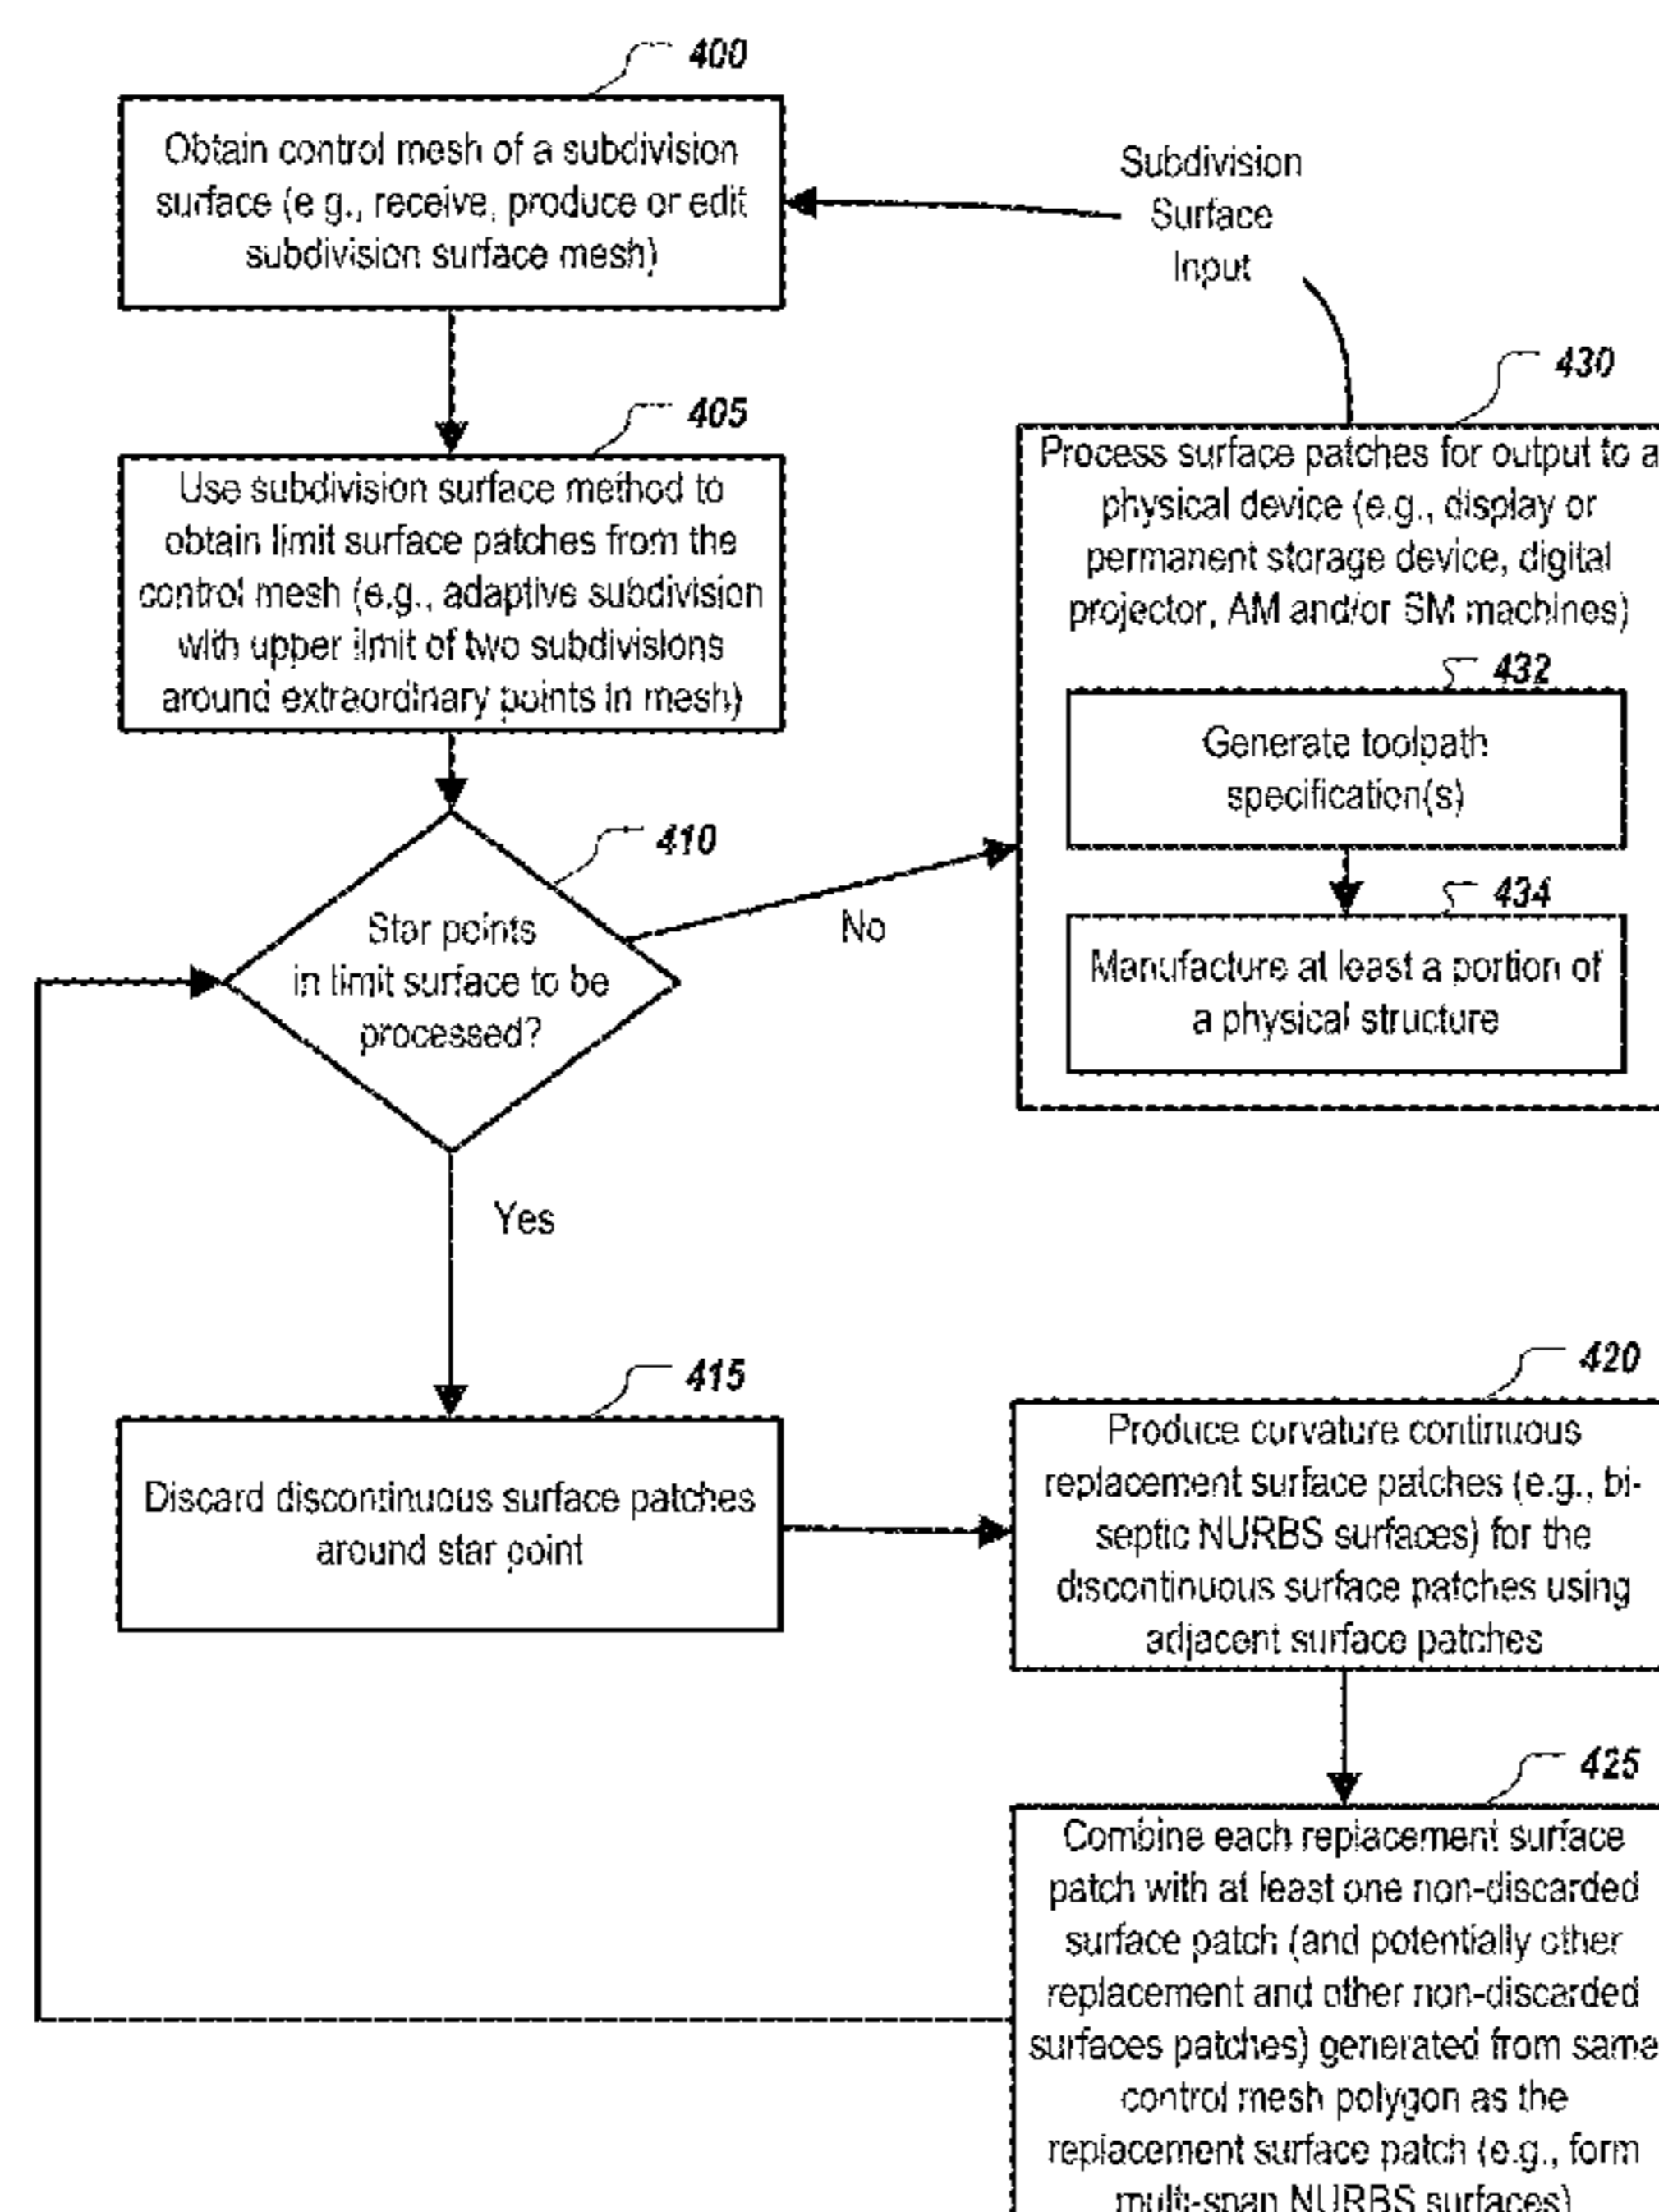 400
Obtain control mesh of a subdivision
surface (e g., receive, produce or edit
subdivision surface mesh)
Subdivision
Surface
Input
405
Use subdivision surface method to
obtain limit surface patches from the
control mesh (e.g., adaptive subdivision
with upper limit of two subdivisions
around extraordinary points in mesh)
430
Process surface patches for output to a
physical device (e.g., display or
permanent storage device, digital
projector, AM and/or SM machines)
432
Generate toolpath
specification(s)
434
Manufacture at least a portion of
a physical structure
410
Star points
in limit surface to be
processed?
No
Yes
415
Discard discontinuous surface patches
around star point
420
Produce curvature continuous
replacement surface patches (e.g., bi-
septic NURBS surfaces) for the
discontinuous surface patches using
adjacent surface patches
425
Combine each replacement surface
patch with at least one non-discarded
surface patch (and potentially other
replacement and other non-discarded
surfaces patches) generated from same
control mesh polygon as the
replacement surface patch (e.g., form
multi-span NURBS surfaces)